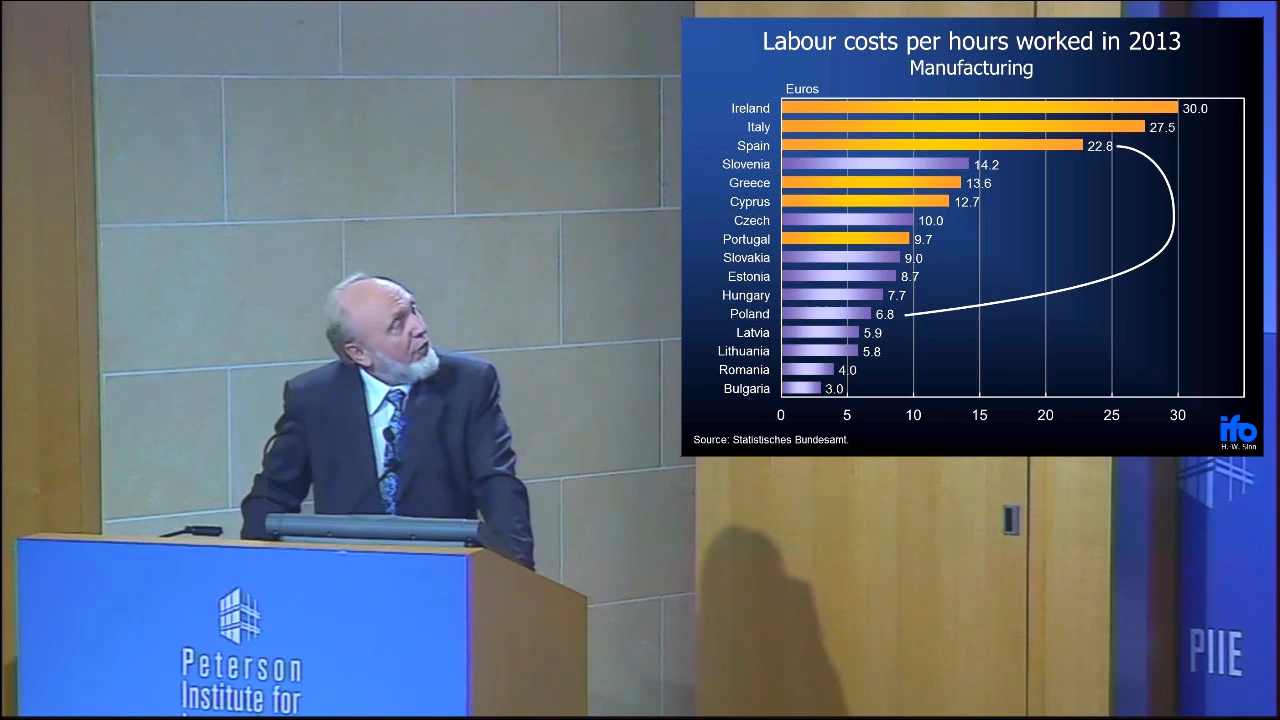 Labour costs per hours worked in 2013
Manufacturing
Euros
Ireland 30.0
Italy 27.5
Spain 22.8
Slovenia 14.2
Greece 13.6
Cyprus 12.7
Czech 10.0
Portugal 9.7
Slovakia 9.0
Estonia 8.7
Hungary 7.7
Poland 6.8
Latvia 5.9
Lithuania 5.8
Romania 4.0
Bulgaria 3.0
0 5 10 15 20 25 30
Source: Statistisches Bundesamt.
ifo
H.-W. Sinn
Peterson
Institute for
PIIE